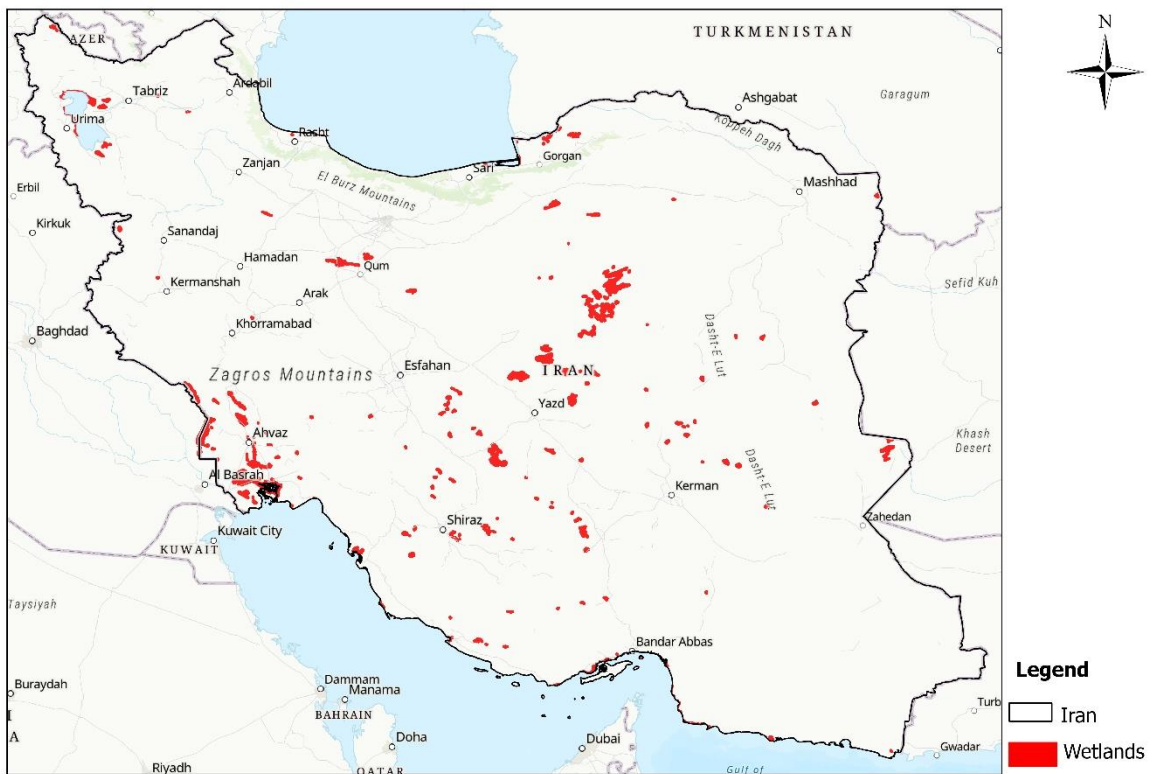 N
TURKMENISTAN
AZER
Tabriz
Ardabil
Ashgabat
Garagum
Urima
Rasht
Koppeh Dagh
Zanjan
Sari
Gorgan
El Burz Mountains
Mashhad
Erbil
Kirkuk
Sanandaj
Hamadan
Qum
Kermanshah
Arak
Sefid Kuh
Baghdad
Khorramabad
Dasht-E Lut
Zagros Mountains
Esfahan
IRAN
Yazd
Ahvaz
Khash
Desert
Al Basrah
Dasht-E Lut
Kerman
Kuwait City
Shiraz
Zahedan
KUWAIT
Taysiyah
Bandar Abbas
Legend
Buraydah
Dammam
Manama
Iran
Turb
I
BAHRAIN
A
Doha
Dubai
Wetlands
Gwadar
Riyadh
QATAR
Gulf of